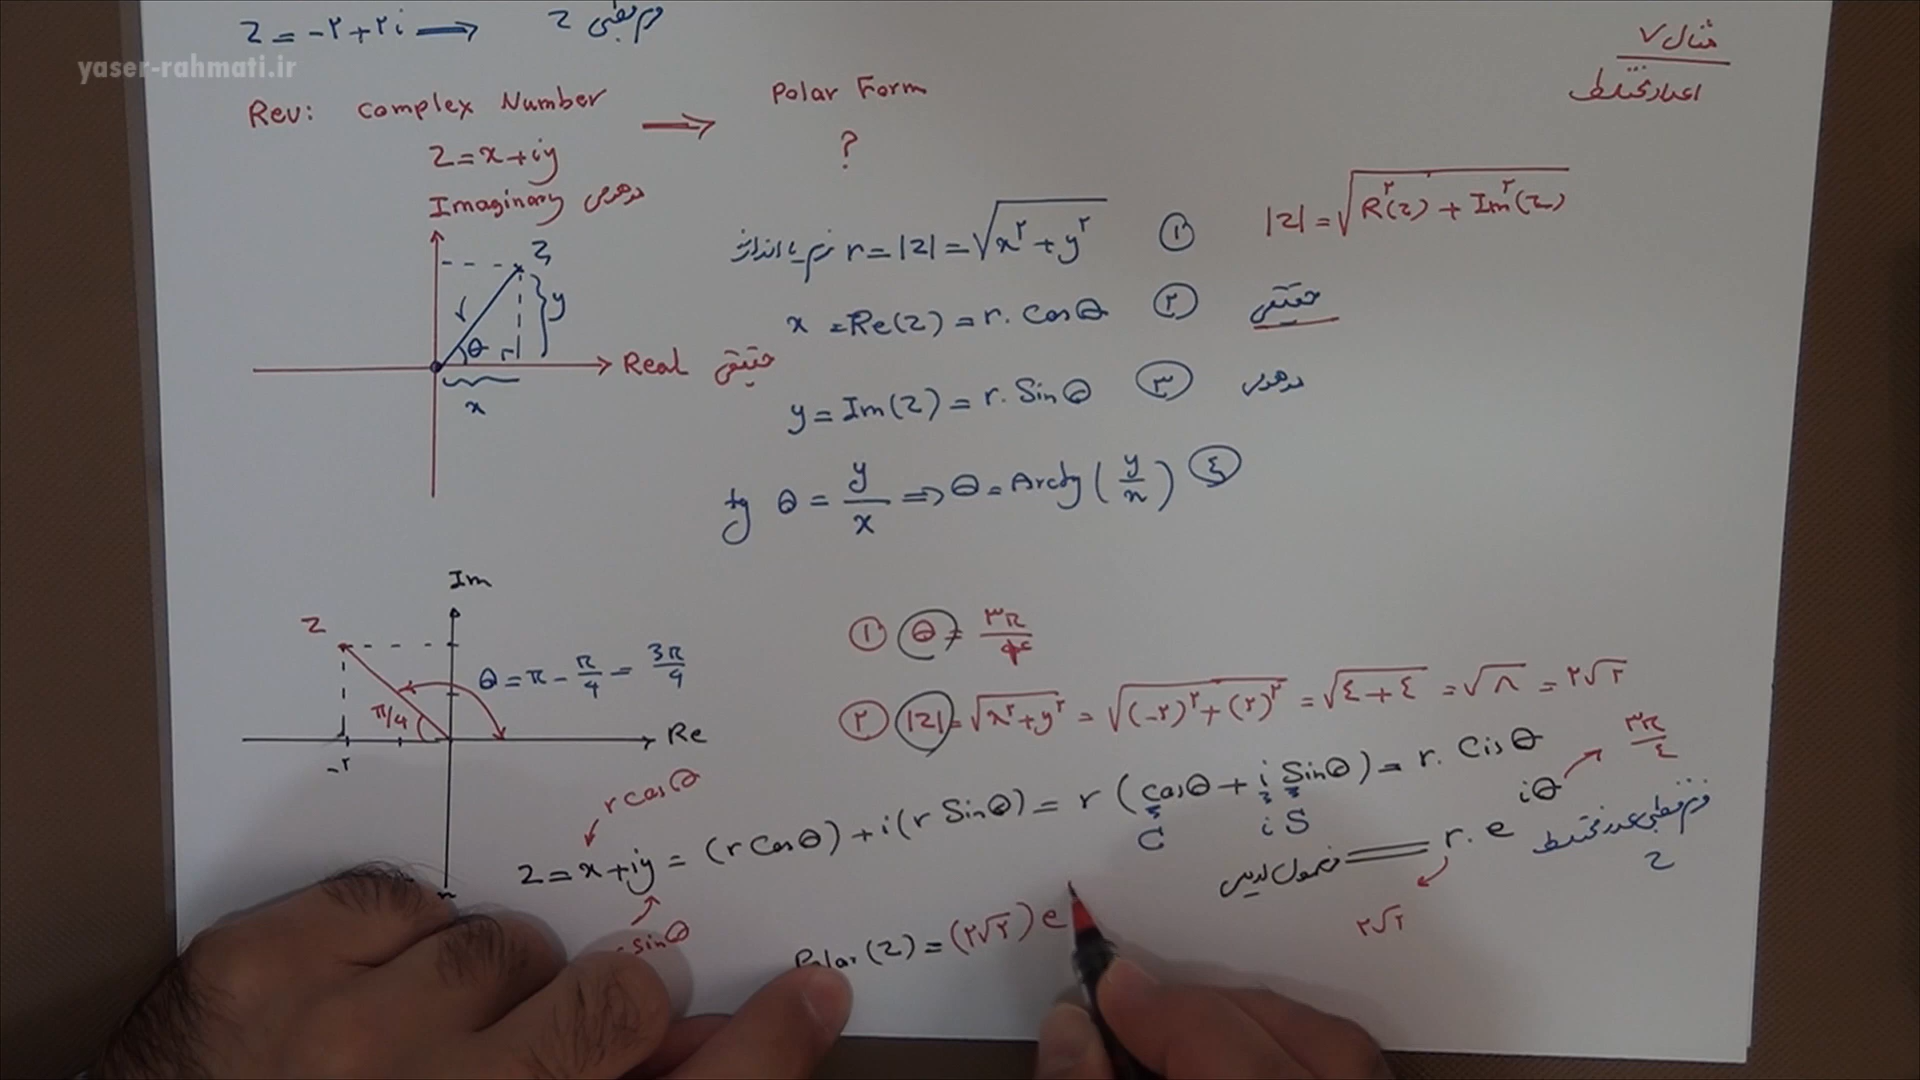 Z = -۲+۲i ⟶ فرم قطبی Z
مثال ۷
yaser-rahmati.ir
اعداد مختلط
Rev: Complex Number ⟹ Polar Form
Z=x+iy
?
Imaginary موهومی
|Z| = √R²(Z) + Im²(Z)
نرم یا اندازه r = |Z| = √x²+y² ①
Z
y
x = Re(Z) = r. Cosθ ② حقیقی
θ
Real حقیقی
x
y = Im(Z) = r. Sinθ ③ موهومی
tg θ = y/x ⟹ θ = Arctg (y/x) ④
Im
Z
① θ = ۳π/۴
θ = π - π/4 = 3π/4
π/4
② |Z| = √x²+y² = √(-۲)²+(۲)² = √٤+٤ = √۸ = ۲√۲
Re
-۲
r cosθ
Z = x+iy = (r Cosθ) + i(r Sinθ) = r (Cosθ + i Sinθ) = r. Cisθ
C i S
sinθ
فرمول اویلر
r. e^iθ
۳π/٤
۲√۲
فرم قطبی عدد مختلط
Z
Polar (Z) = (۲√۲) e